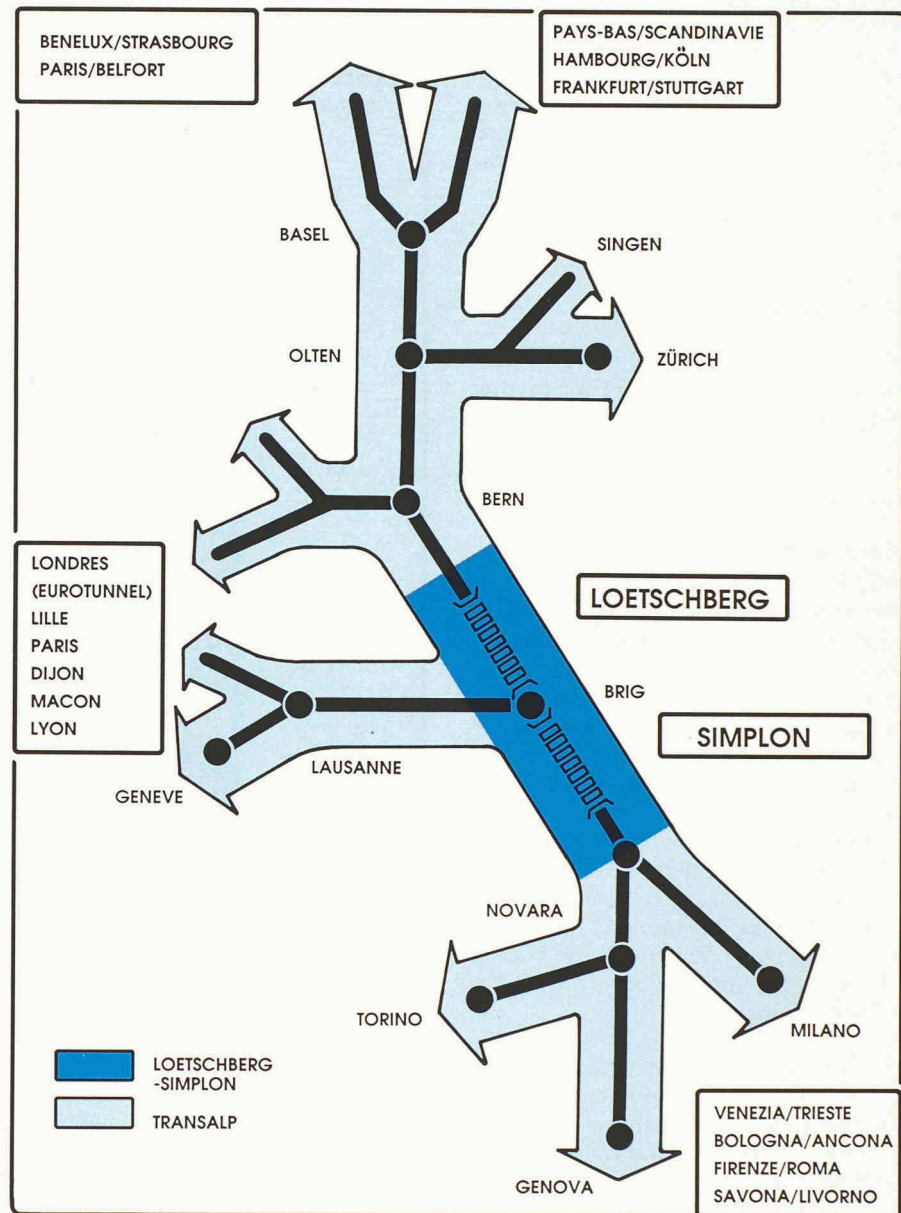 BENELUX/STRASBOURG
PARIS/BELFORT
PAYS-BAS/SCANDINAVIE
HAMBOURG/KÖLN
FRANKFURT/STUTTGART
BASEL
SINGEN
OLTEN
ZÜRICH
BERN
LONDRES
(EUROTUNNEL)
LILLE
PARIS
DIJON
MACON
LYON
LOETSCHBERG
BRIG
SIMPLON
LAUSANNE
GENEVE
NOVARA
TORINO
MILANO
LOETSCHBERG
-SIMPLON
TRANSALP
GENOVA
VENEZIA/TRIESTE
BOLOGNA/ANCONA
FIRENZE/ROMA
SAVONA/LIVORNO